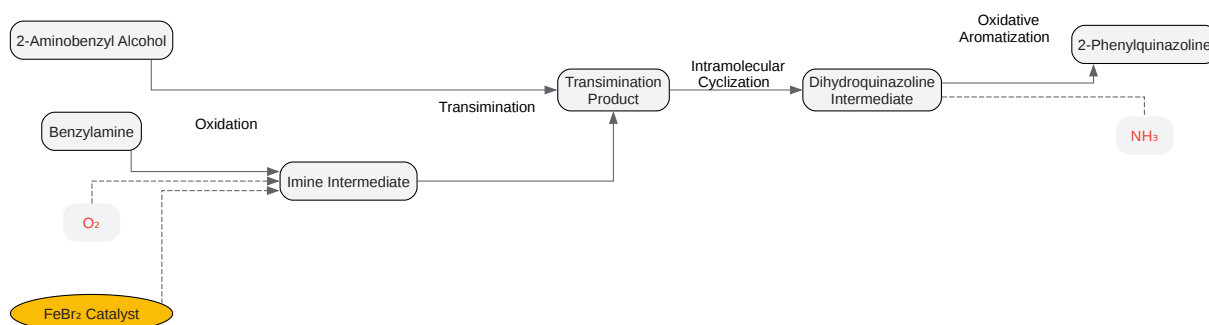 Oxidative
Aromatization
2-Aminobenzyl Alcohol
2-Phenylquinazoline
Intramolecular
Cyclization
Transimination
Product
Dihydroquinazoline
Intermediate
Transimination
Oxidation
Benzylamine
NH₃
Imine Intermediate
O₂
FeBr₂ Catalyst